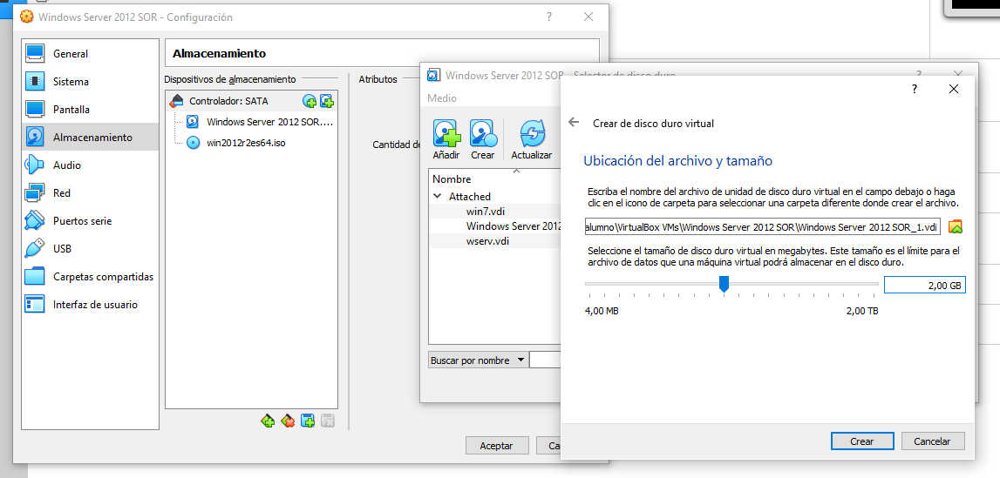 Windows Server 2012 SOR - Configuración
?
General
Sistema
Pantalla
Almacenamiento
Audio
Red
Puertos serie
USB
Carpetas compartidas
Interfaz de usuario
Almacenamiento
Dispositivos de almacenamiento
Controlador: SATA
Windows Server 2012 SOR....
win2012r2es64.iso
Atributos
Cantidad de
Aceptar
Ca
Windows Server 2012 SOR - Selector de disco duro
?
Medio
Añadir
Crear
Actualizar
Nombre
Attached
win7.vdi
Windows Server 2012
wserv.vdi
Buscar por nombre
?
Crear de disco duro virtual
Ubicación del archivo y tamaño
Escriba el nombre del archivo de unidad de disco duro virtual en el campo debajo o haga
clic en el icono de carpeta para seleccionar una carpeta diferente donde crear el archivo.
alumno\VirtualBox VMs\Windows Server 2012 SOR\Windows Server 2012 SOR_1.vdi
Seleccione el tamaño de disco duro virtual en megabytes. Este tamaño es el límite para el
archivo de datos que una máquina virtual podrá almacenar en el disco duro.
2,00 GB
4,00 MB
2,00 TB
Crear
Cancelar